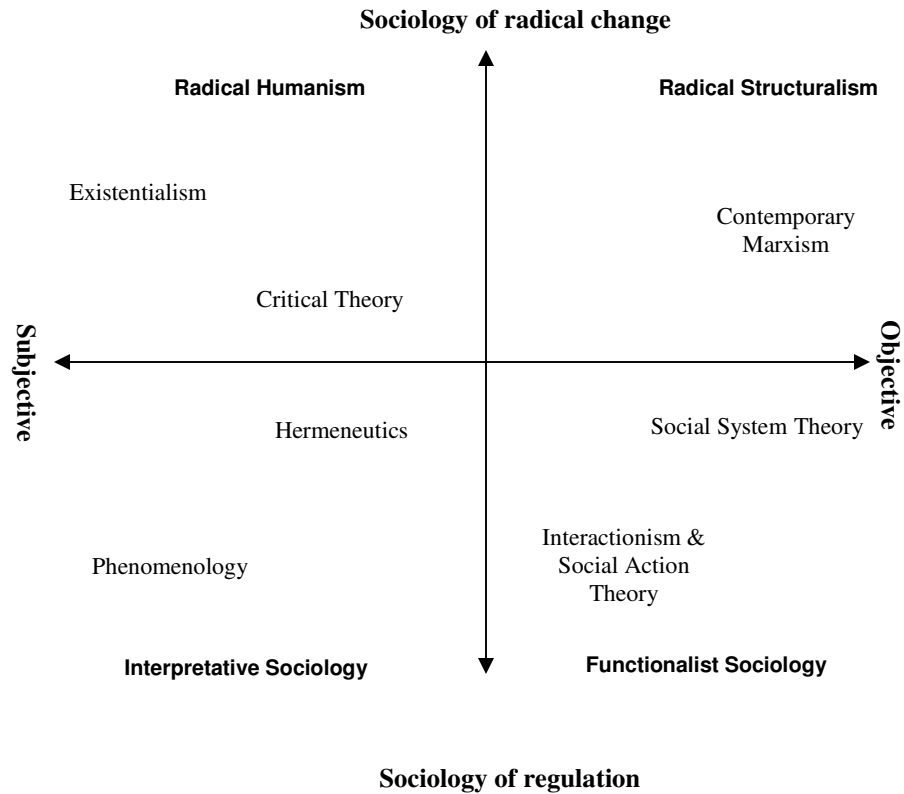 Sociology of radical change
Radical Humanism
Radical Structuralism
Existentialism
Contemporary
Marxism
Critical Theory
Subjective
Objective
Hermeneutics
Social System Theory
Interactionism &
Social Action
Theory
Phenomenology
Interpretative Sociology
Functionalist Sociology
Sociology of regulation